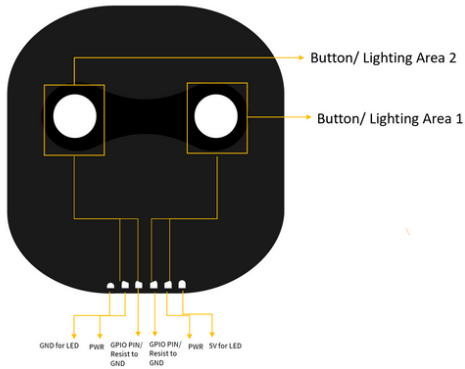 Button/ Lighting Area 2
Button/ Lighting Area 1
GND for LED
PWR
GPIO PIN/
Resist to
GND
GPIO PIN/
Resist to
GND
PWR
5V for LED